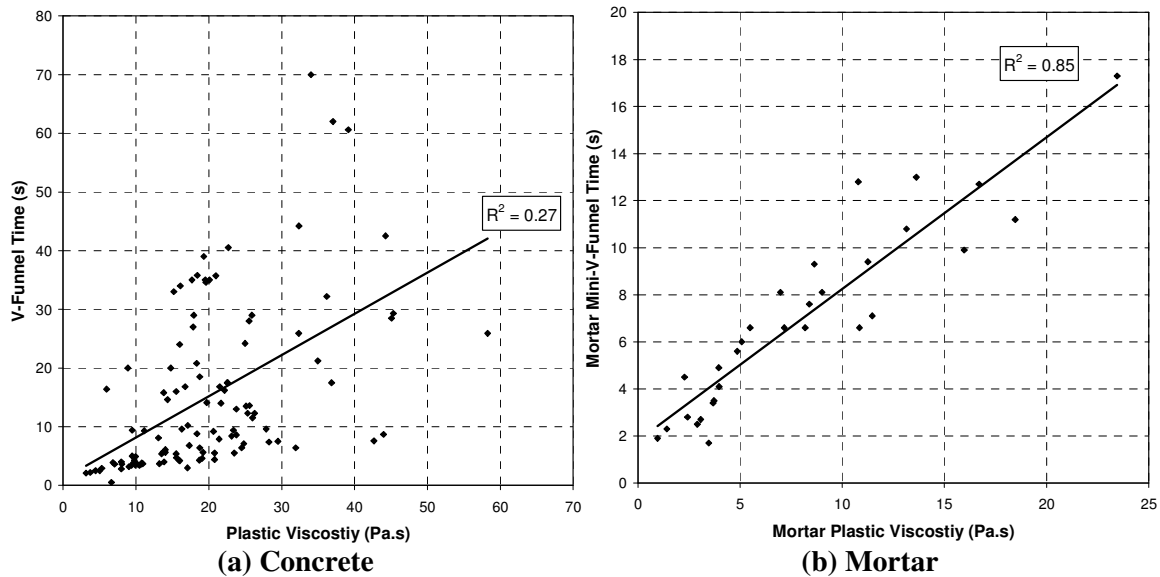 80
70
60
50
40
30
20
10
0
V-Funnel Time (s)
R² = 0.27
0 10 20 30 40 50 60 70
Plastic Viscostiy (Pa.s)
(a) Concrete
20
18
16
14
12
10
8
6
4
2
0
Mortar Mini-V-Funnel Time (s)
R² = 0.85
0 5 10 15 20 25
Mortar Plastic Viscostiy (Pa.s)
(b) Mortar